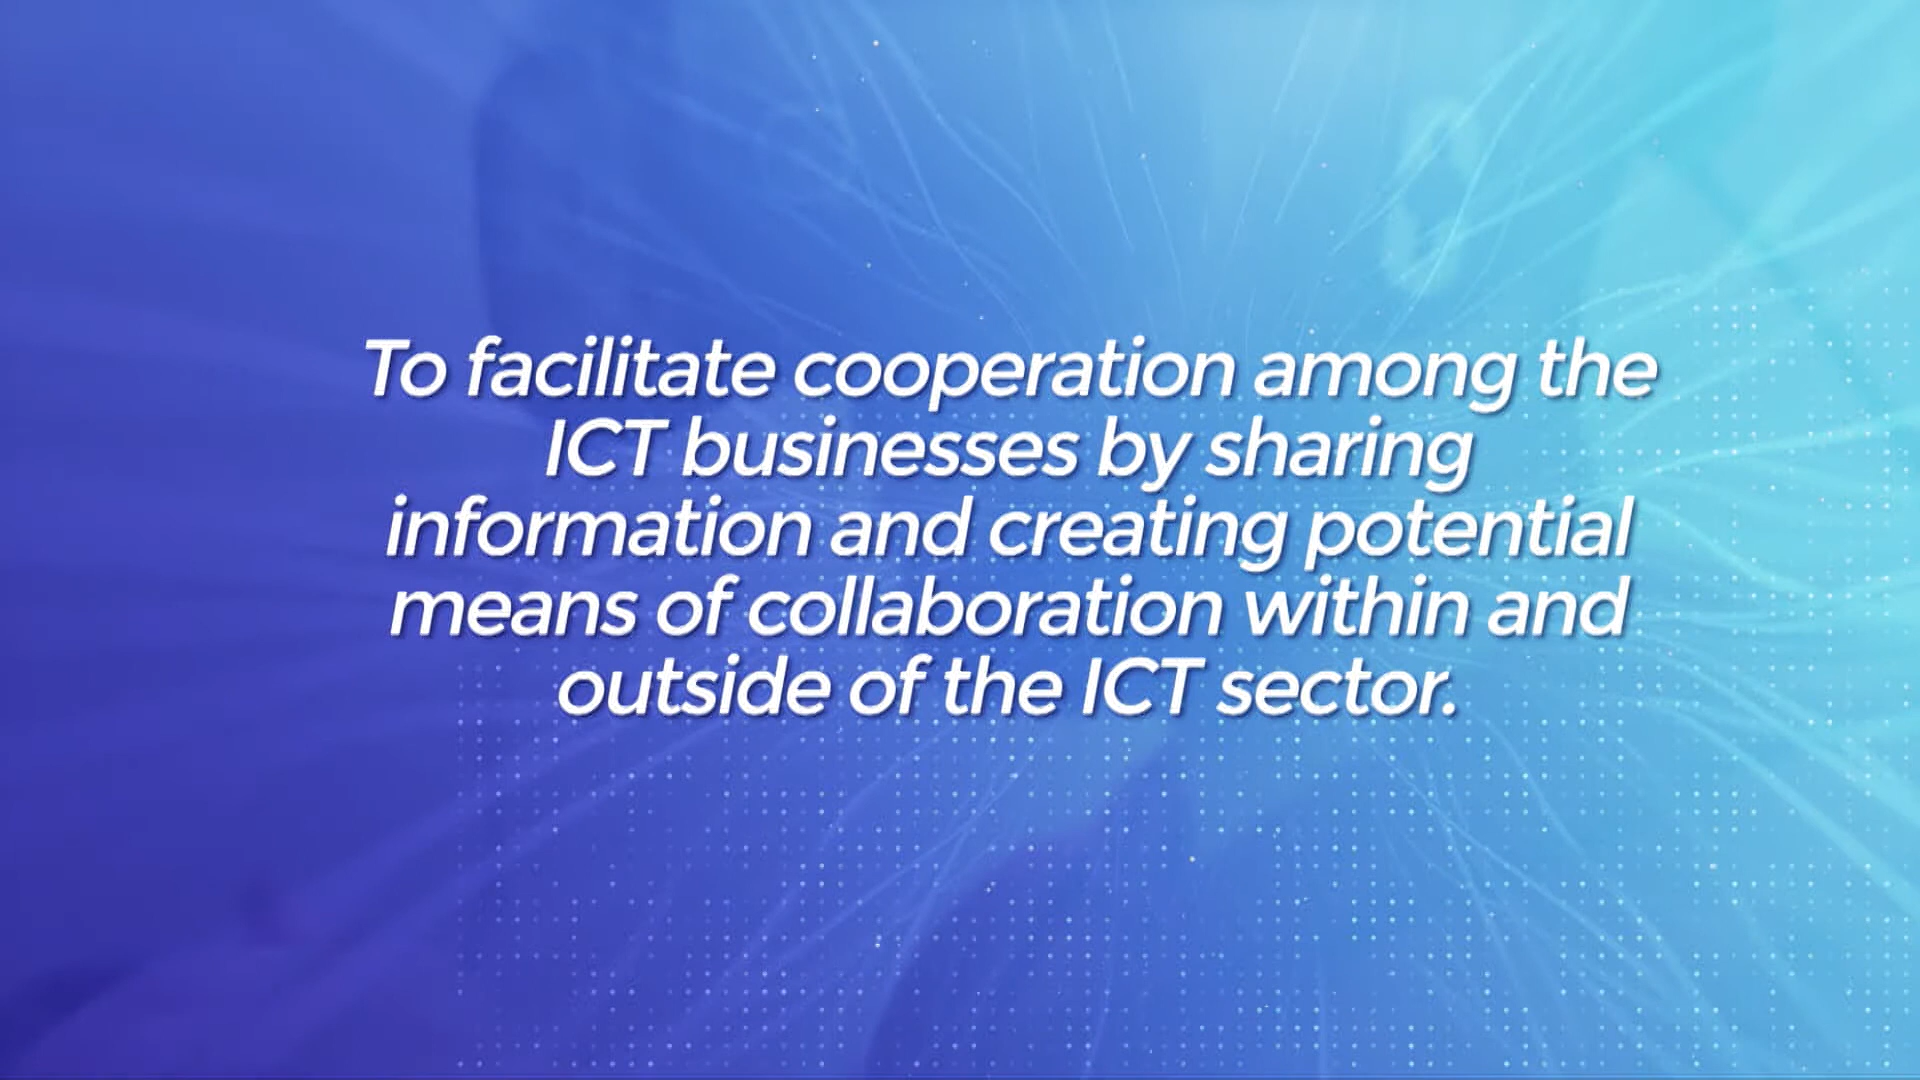 To facilitate cooperation among the
ICT businesses by sharing
information and creating potential
means of collaboration within and
outside of the ICT sector.